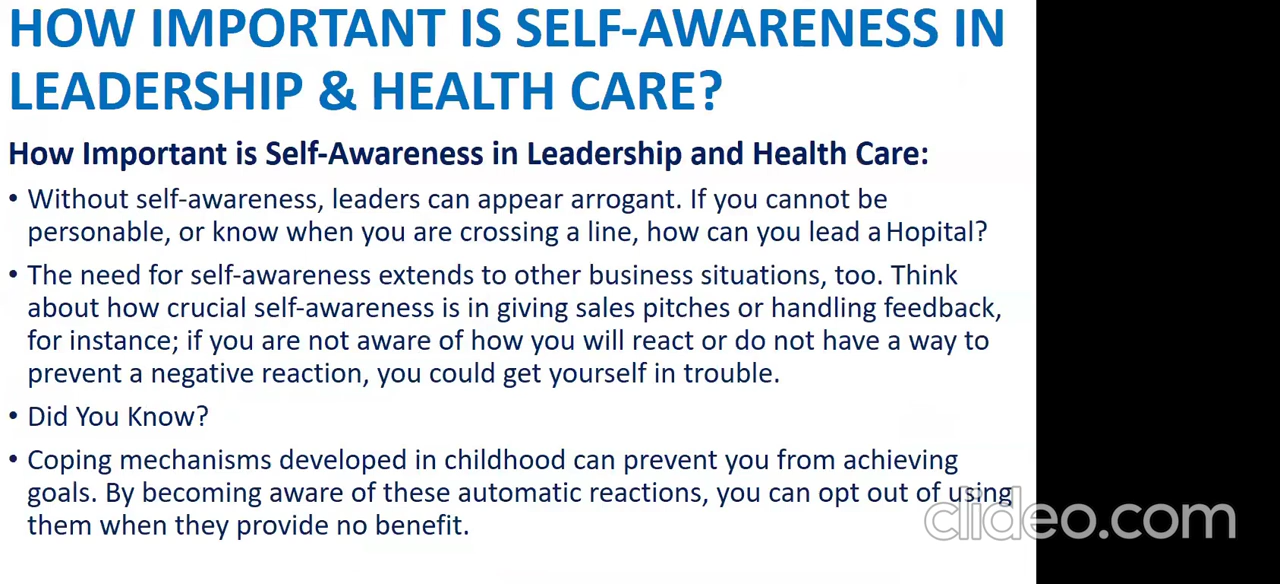 HOW IMPORTANT IS SELF-AWARENESS IN
LEADERSHIP & HEALTH CARE?
How Important is Self-Awareness in Leadership and Health Care:
• Without self-awareness, leaders can appear arrogant. If you cannot be
personable, or know when you are crossing a line, how can you lead a Hopital?
• The need for self-awareness extends to other business situations, too. Think
about how crucial self-awareness is in giving sales pitches or handling feedback,
for instance; if you are not aware of how you will react or do not have a way to
prevent a negative reaction, you could get yourself in trouble.
• Did You Know?
• Coping mechanisms developed in childhood can prevent you from achieving
goals. By becoming aware of these automatic reactions, you can opt out of using
them when they provide no benefit.
clideo.com